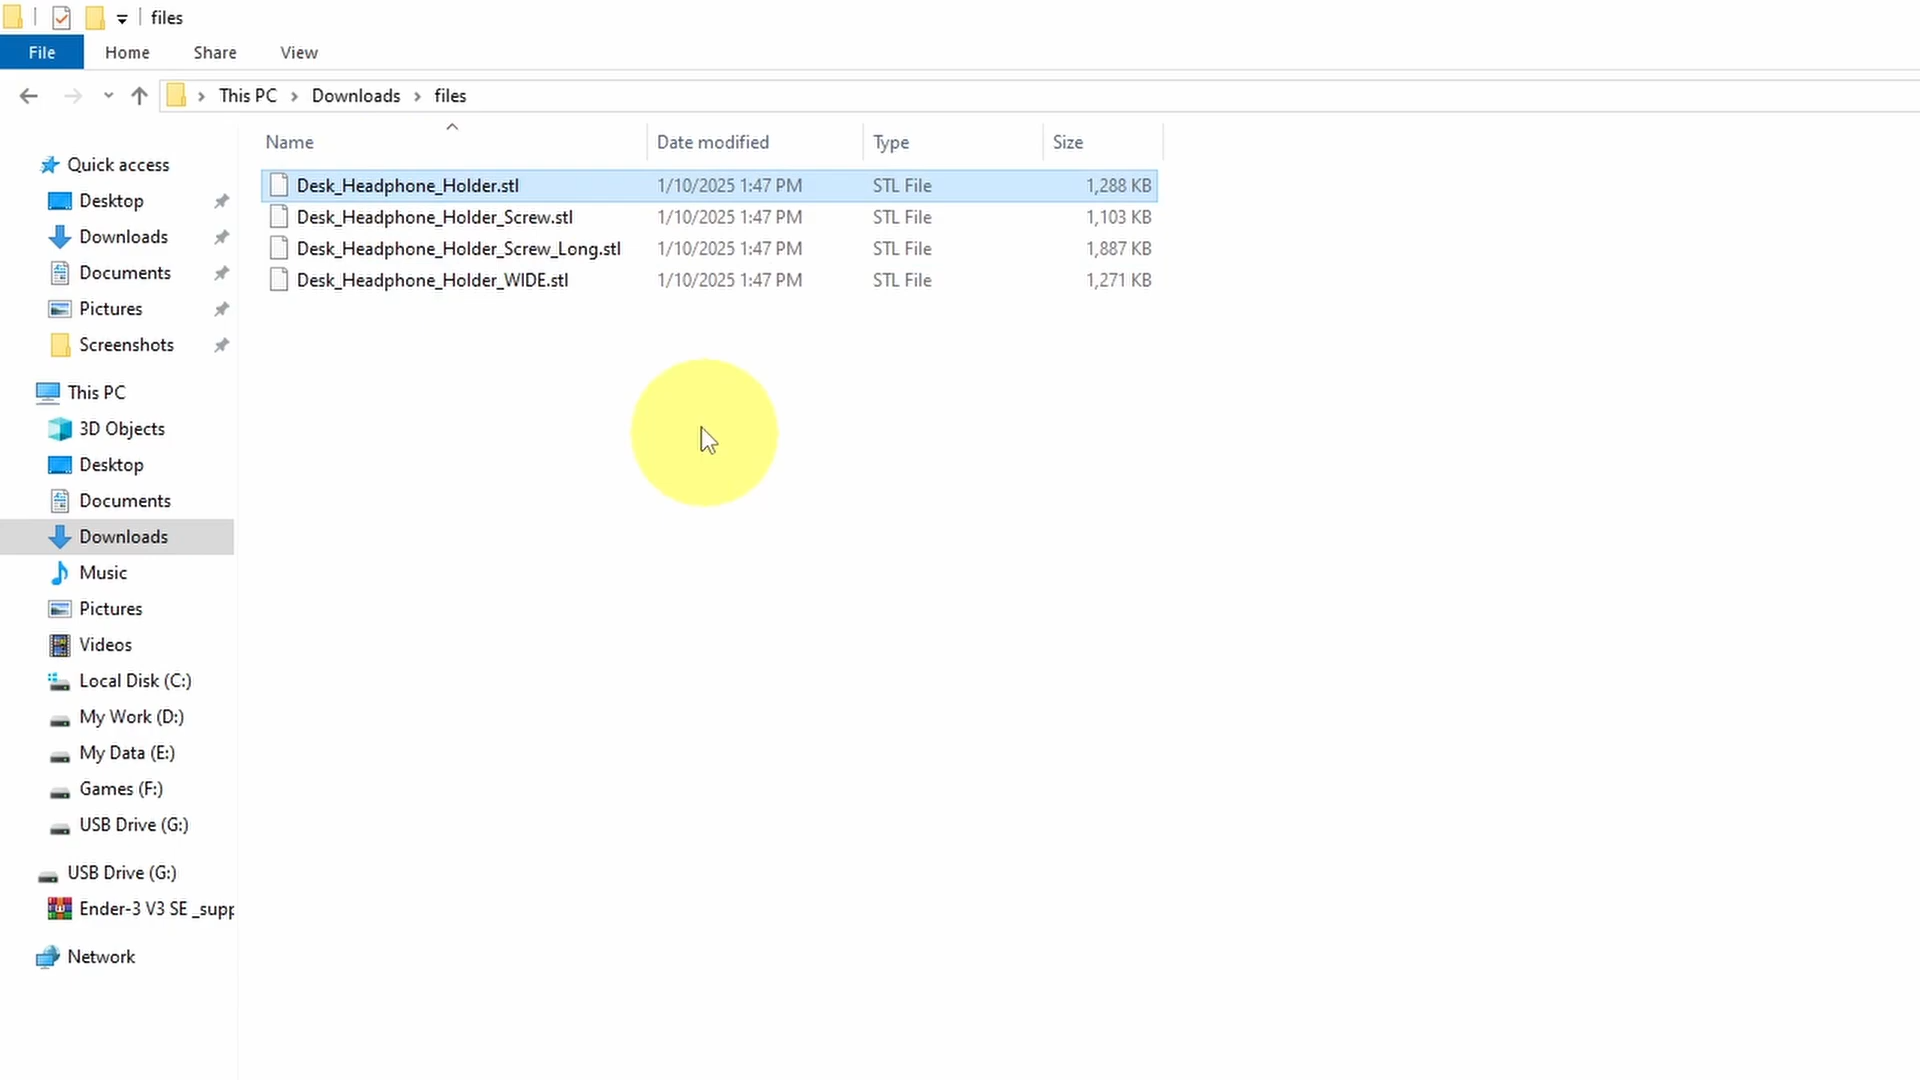 files
File Home Share View
This PC Downloads files
Name Date modified Type Size
Desk_Headphone_Holder.stl 1/10/2025 1:47 PM STL File 1,288 KB
Desk_Headphone_Holder_Screw.stl 1/10/2025 1:47 PM STL File 1,103 KB
Desk_Headphone_Holder_Screw_Long.stl 1/10/2025 1:47 PM STL File 1,887 KB
Desk_Headphone_Holder_WIDE.stl 1/10/2025 1:47 PM STL File 1,271 KB
Quick access
Desktop
Downloads
Documents
Pictures
Screenshots
This PC
3D Objects
Desktop
Documents
Downloads
Music
Pictures
Videos
Local Disk (C:)
My Work (D:)
My Data (E:)
Games (F:)
USB Drive (G:)
USB Drive (G:)
Ender-3 V3 SE _supp
Network